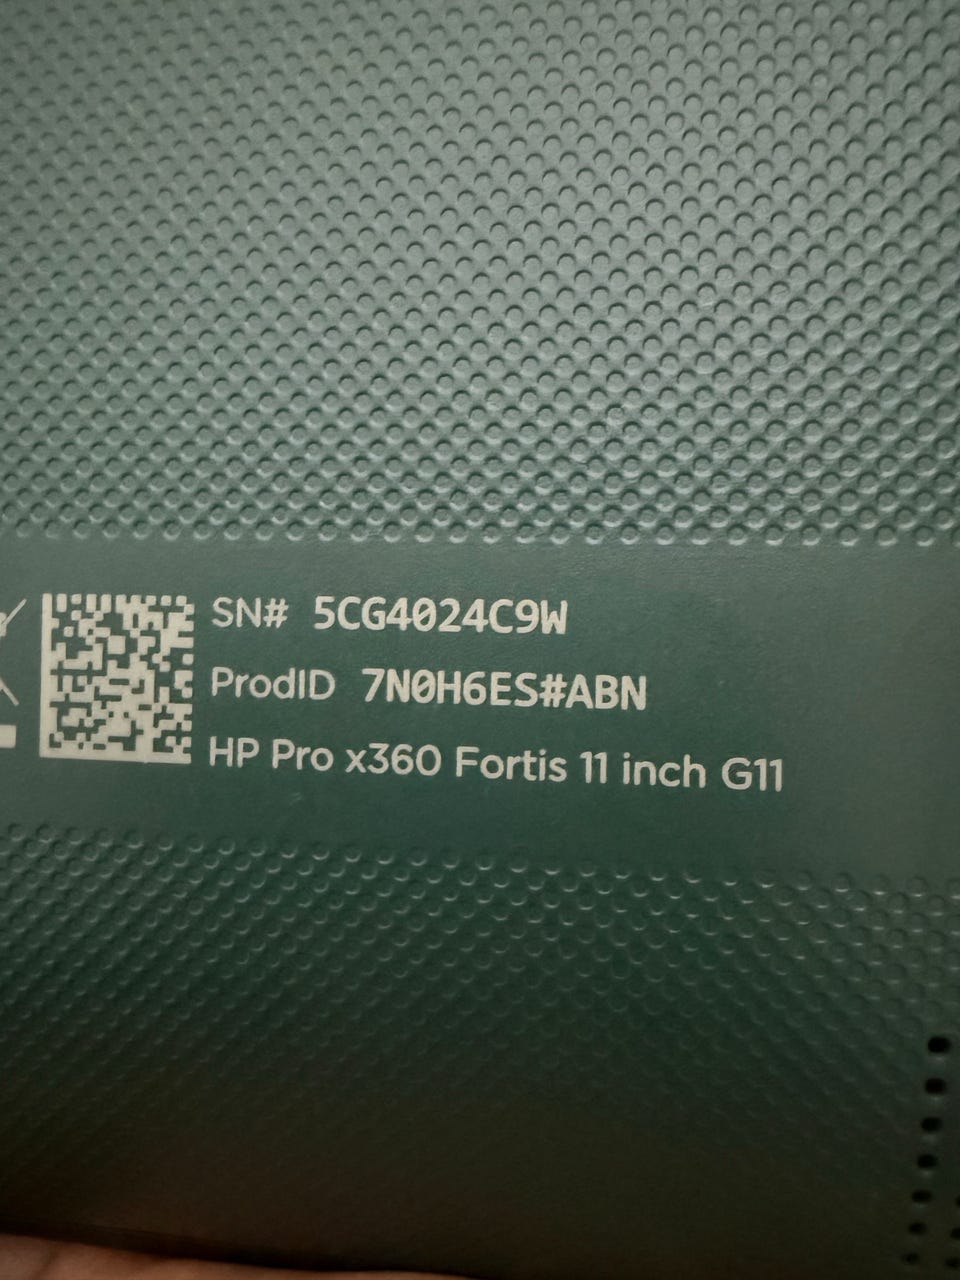 SN# 5CG4024C9W
ProdID 7N0H6ES#ABN
HP Pro x360 Fortis 11 inch G11